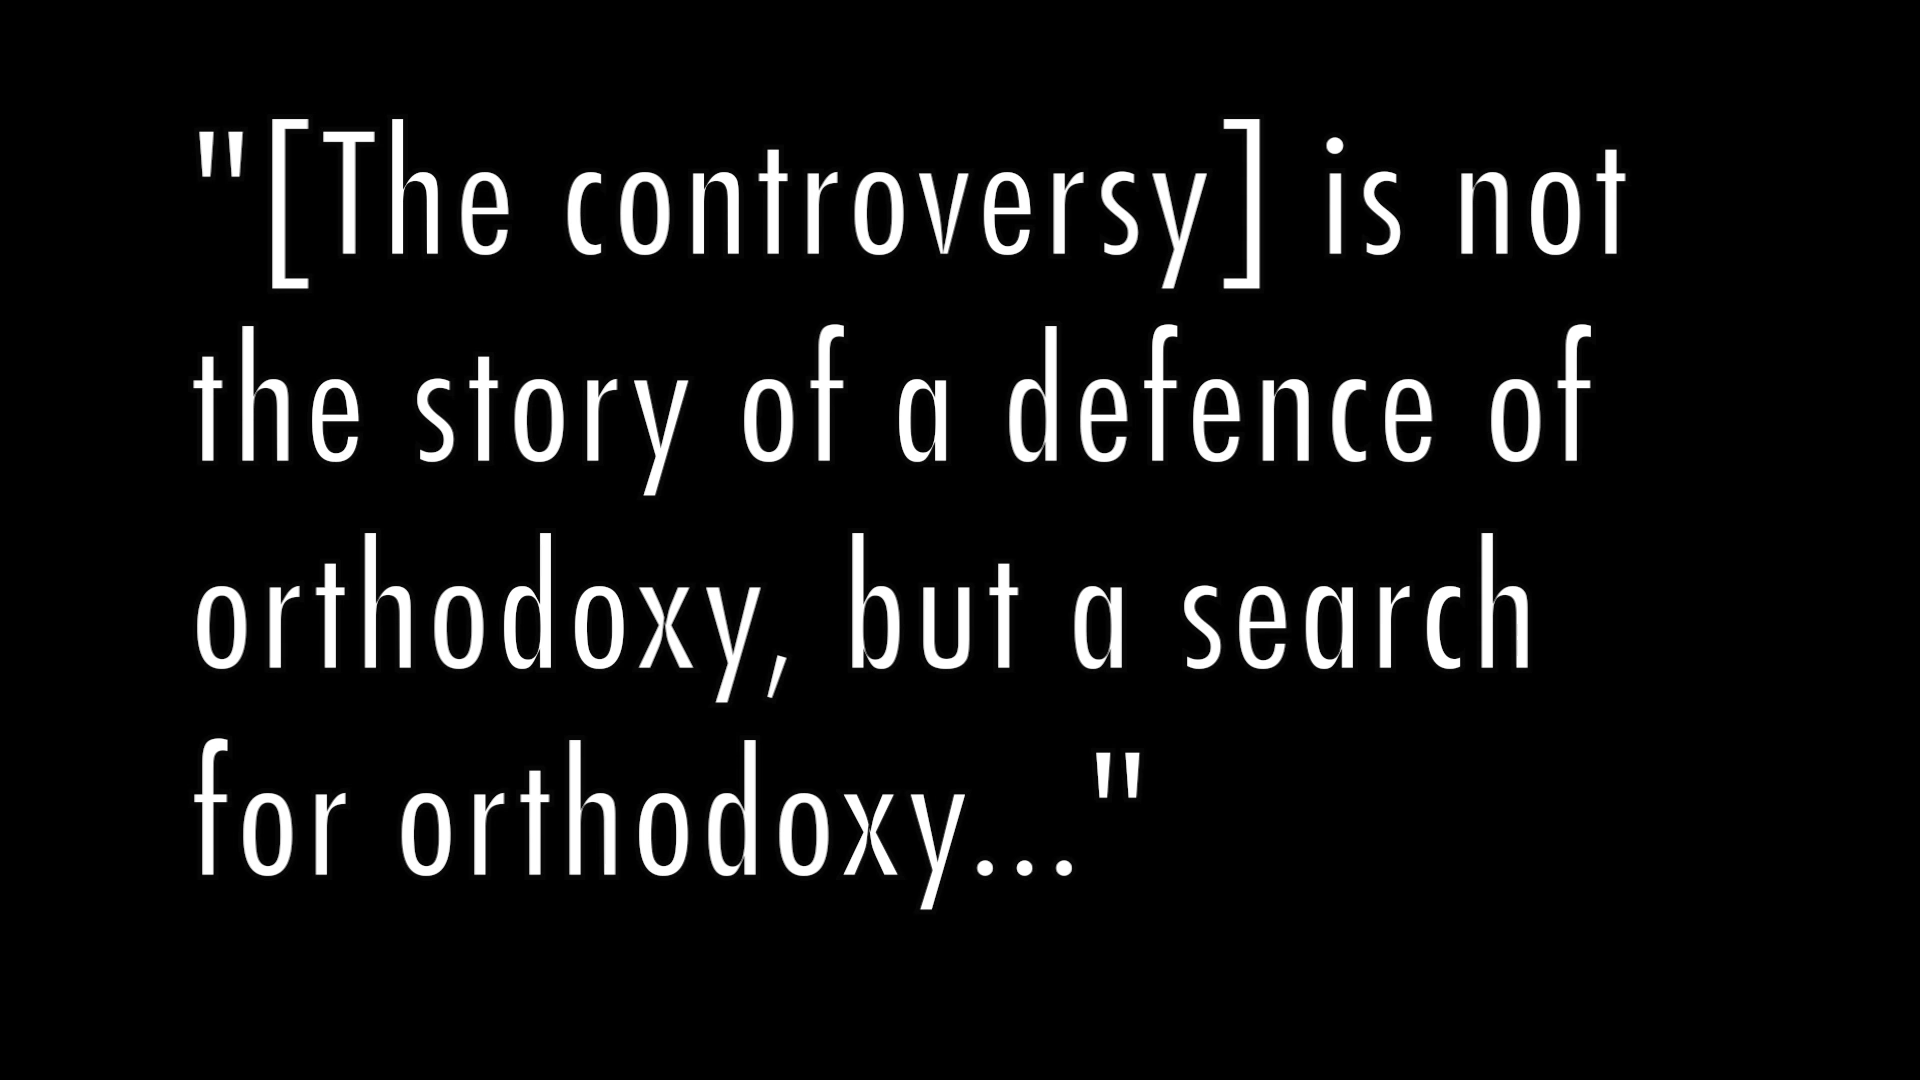 "[The controversy] is not
the story of a defence of
orthodoxy, but a search
for orthodoxy..."